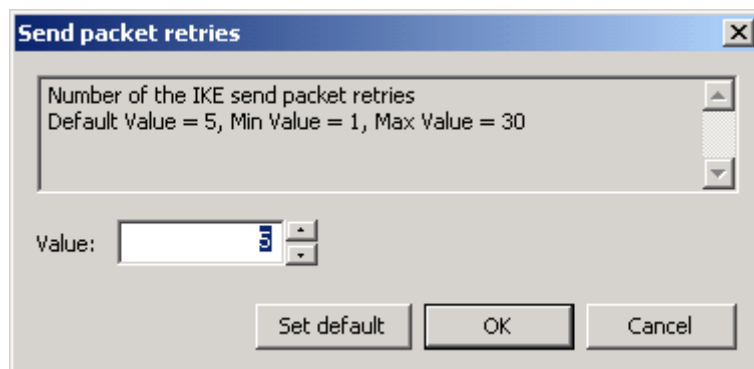 Send packet retries
Number of the IKE send packet retries
Default Value = 5, Min Value = 1, Max Value = 30
Value: 5
Set default OK Cancel